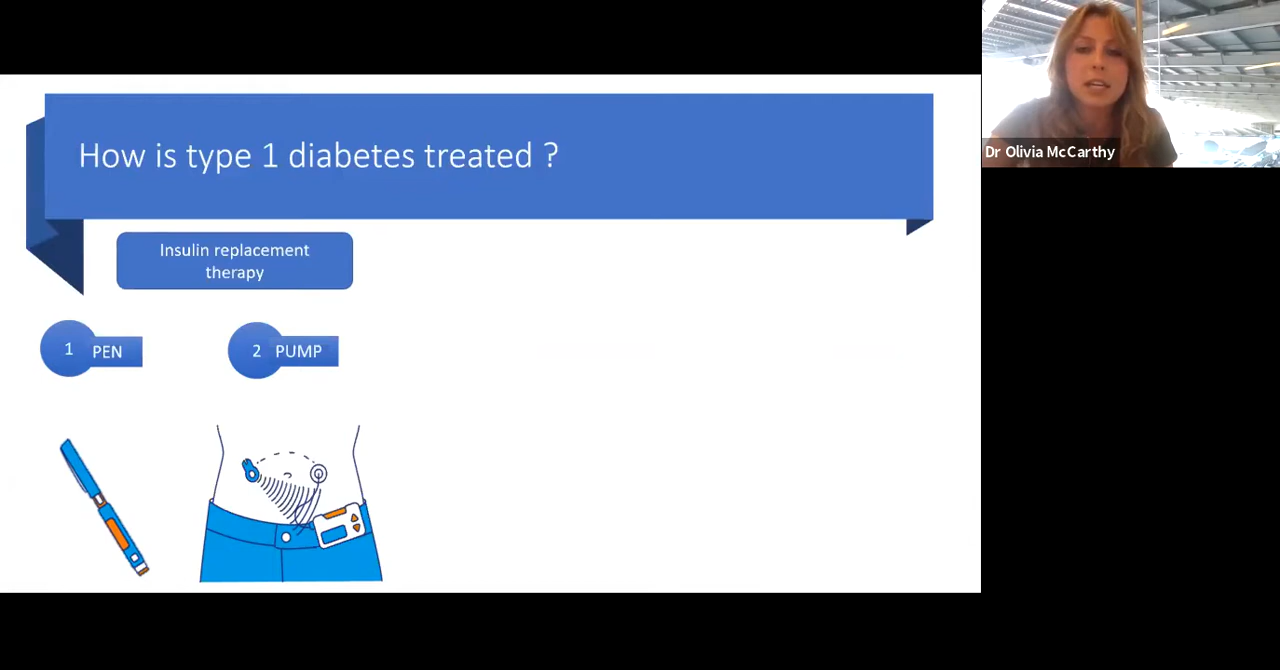 How is type 1 diabetes treated ?
Insulin replacement
therapy
1 PEN
2 PUMP
Dr Olivia McCarthy